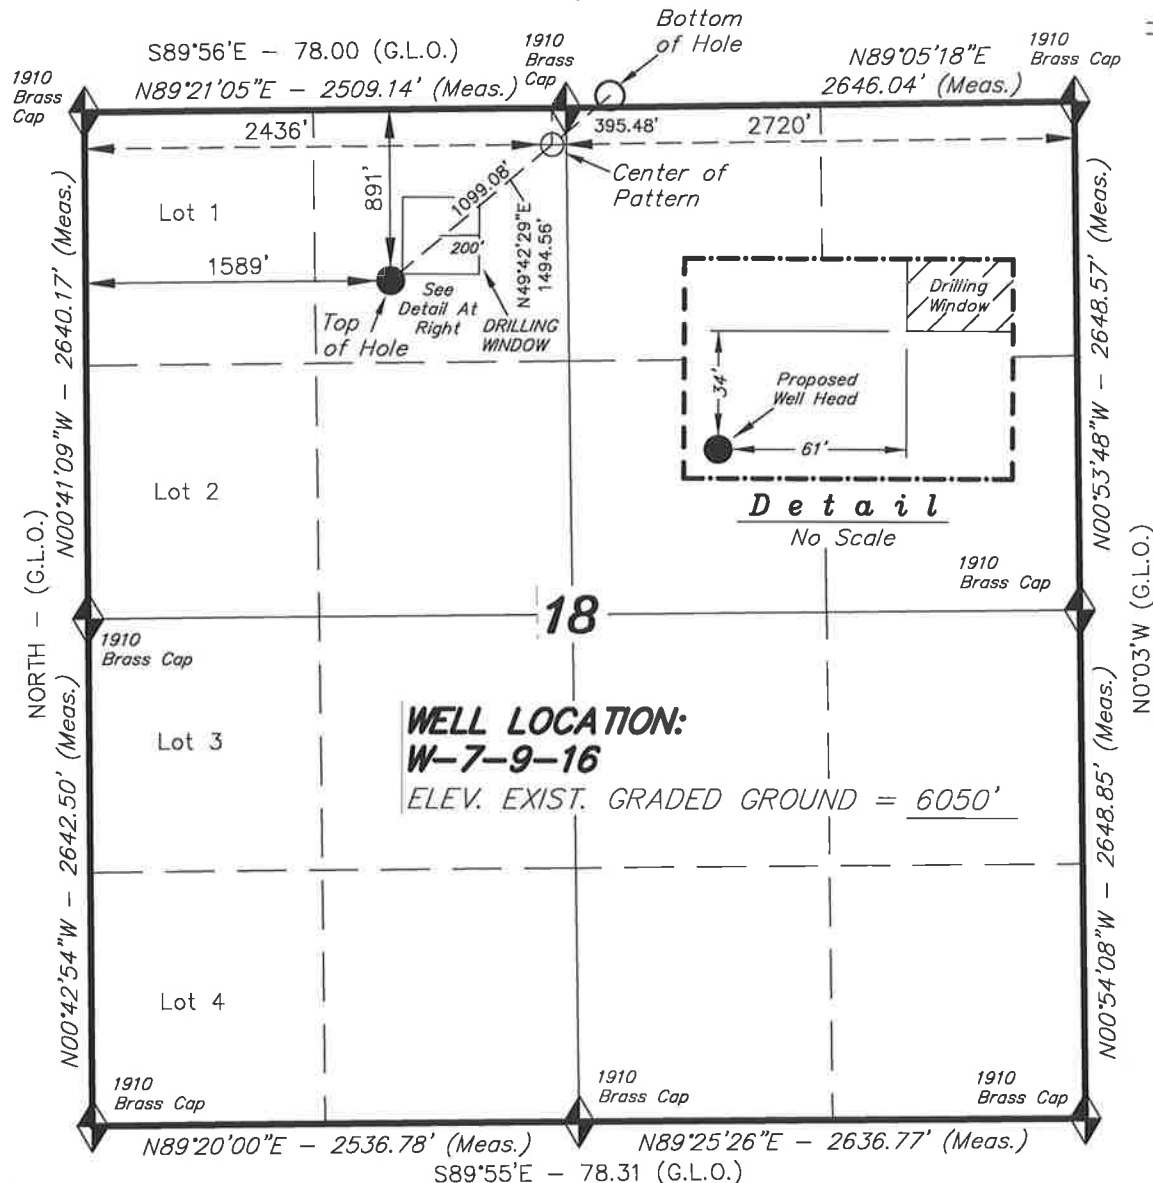 Bottom
of Hole
S89°56'E – 78.00 (G.L.O.)
1910
Brass
Cap
N89°05'18"E
2646.04' (Meas.)
1910
Brass Cap
1910
Brass
Cap
N89°21'05"E – 2509.14' (Meas.)
2436'
395.48'
2720'
Center of
Pattern
891'
1099.08'
Lot 1
200'
N49°42'29"E
1494.56'
1589'
See
Detail At
Right
Top
of Hole
DRILLING
WINDOW
Drilling
Window
34'
Proposed
Well Head
61'
Detail
No Scale
N00°41'09"W – 2640.17' (Meas.)
N00°53'48"W – 2648.57' (Meas.)
Lot 2
NORTH – (G.L.O.)
N0°03'W (G.L.O.)
1910
Brass Cap
18
1910
Brass Cap
Lot 3
WELL LOCATION:
W–7–9–16
ELEV. EXIST. GRADED GROUND = 6050'
N00°42'54"W – 2642.50' (Meas.)
N00°54'08"W – 2648.85' (Meas.)
Lot 4
1910
Brass Cap
1910
Brass Cap
1910
Brass Cap
N89°20'00"E – 2536.78' (Meas.)
N89°25'26"E – 2636.77' (Meas.)
S89°55'E – 78.31 (G.L.O.)